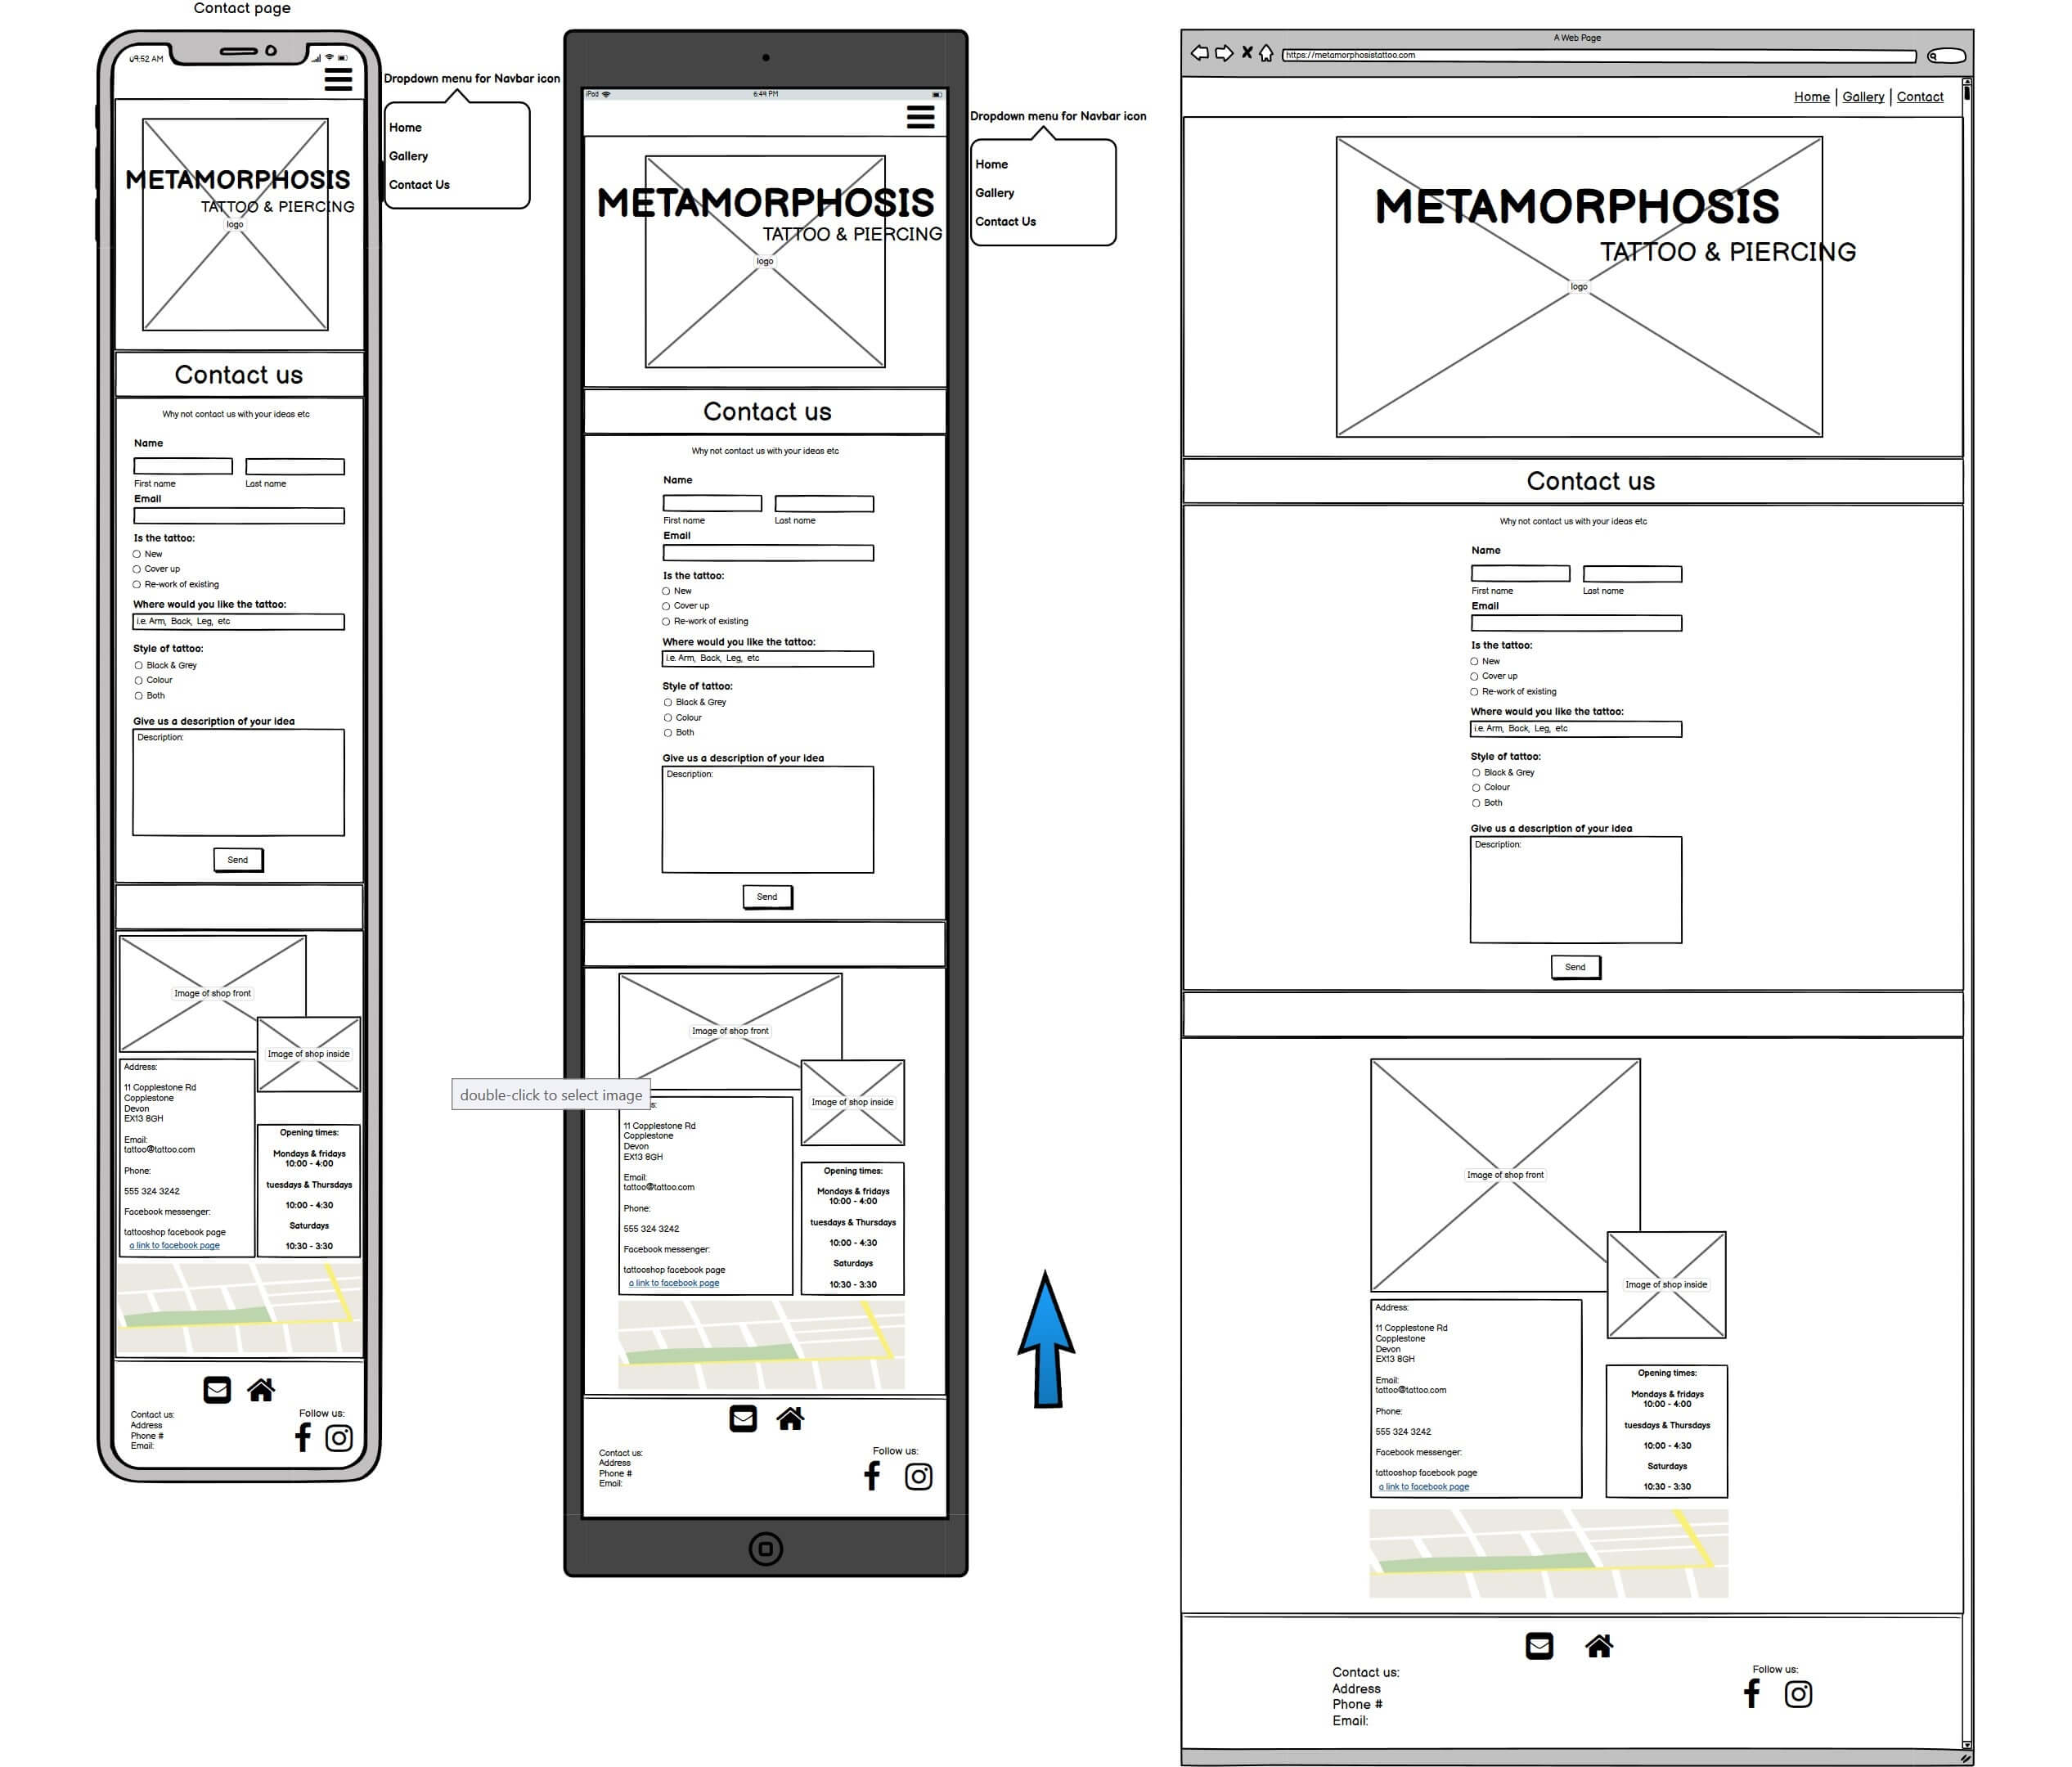 Contact page
09:52 AM
Dropdown menu for Navbar icon
Home
Gallery
Contact Us
METAMORPHOSIS
TATTOO & PIERCING
logo
Contact us
Why not contact us with your ideas etc
Name
First name
Last name
Email
Is the tattoo:
New
Cover up
Re-work of existing
Where would you like the tattoo:
i.e. Arm, Back, Leg, etc
Style of tattoo:
Black & Grey
Colour
Both
Give us a description of your idea
Description:
Send
Image of shop front
Image of shop inside
Address:
11 Copplestone Rd
Copplestone
Devon
EX13 8GH
Email:
tattoo@tattoo.com
Phone:
555 324 3242
Facebook messenger:
tattooshop facebook page
a link to facebook page
Opening times:
Mondays & fridays
10:00 - 4:00
tuesdays & Thursdays
10:00 - 4:30
Saturdays
10:30 - 3:30
Contact us:
Address
Phone #
Email:
Follow us:
iPad
6:44 PM
Dropdown menu for Navbar icon
Home
Gallery
Contact Us
METAMORPHOSIS
TATTOO & PIERCING
logo
Contact us
Why not contact us with your ideas etc
Name
First name
Last name
Email
Is the tattoo:
New
Cover up
Re-work of existing
Where would you like the tattoo:
i.e. Arm, Back, Leg, etc
Style of tattoo:
Black & Grey
Colour
Both
Give us a description of your idea
Description:
Send
Image of shop front
Image of shop inside
double-click to select image
s:
11 Copplestone Rd
Copplestone
Devon
EX13 8GH
Email:
tattoo@tattoo.com
Phone:
555 324 3242
Facebook messenger:
tattooshop facebook page
a link to facebook page
Opening times:
Mondays & fridays
10:00 - 4:00
tuesdays & Thursdays
10:00 - 4:30
Saturdays
10:30 - 3:30
Contact us:
Address
Phone #
Email:
Follow us:
A Web Page
https://metamorphosistattoo.com
Home | Gallery | Contact
METAMORPHOSIS
TATTOO & PIERCING
logo
Contact us
Why not contact us with your ideas etc
Name
First name
Last name
Email
Is the tattoo:
New
Cover up
Re-work of existing
Where would you like the tattoo:
i.e. Arm, Back, Leg, etc
Style of tattoo:
Black & Grey
Colour
Both
Give us a description of your idea
Description:
Send
Image of shop front
Image of shop inside
Address:
11 Copplestone Rd
Copplestone
Devon
EX13 8GH
Email:
tattoo@tattoo.com
Phone:
555 324 3242
Facebook messenger:
tattooshop facebook page
a link to facebook page
Opening times:
Mondays & fridays
10:00 - 4:00
tuesdays & Thursdays
10:00 - 4:30
Saturdays
10:30 - 3:30
Contact us:
Address
Phone #
Email:
Follow us: